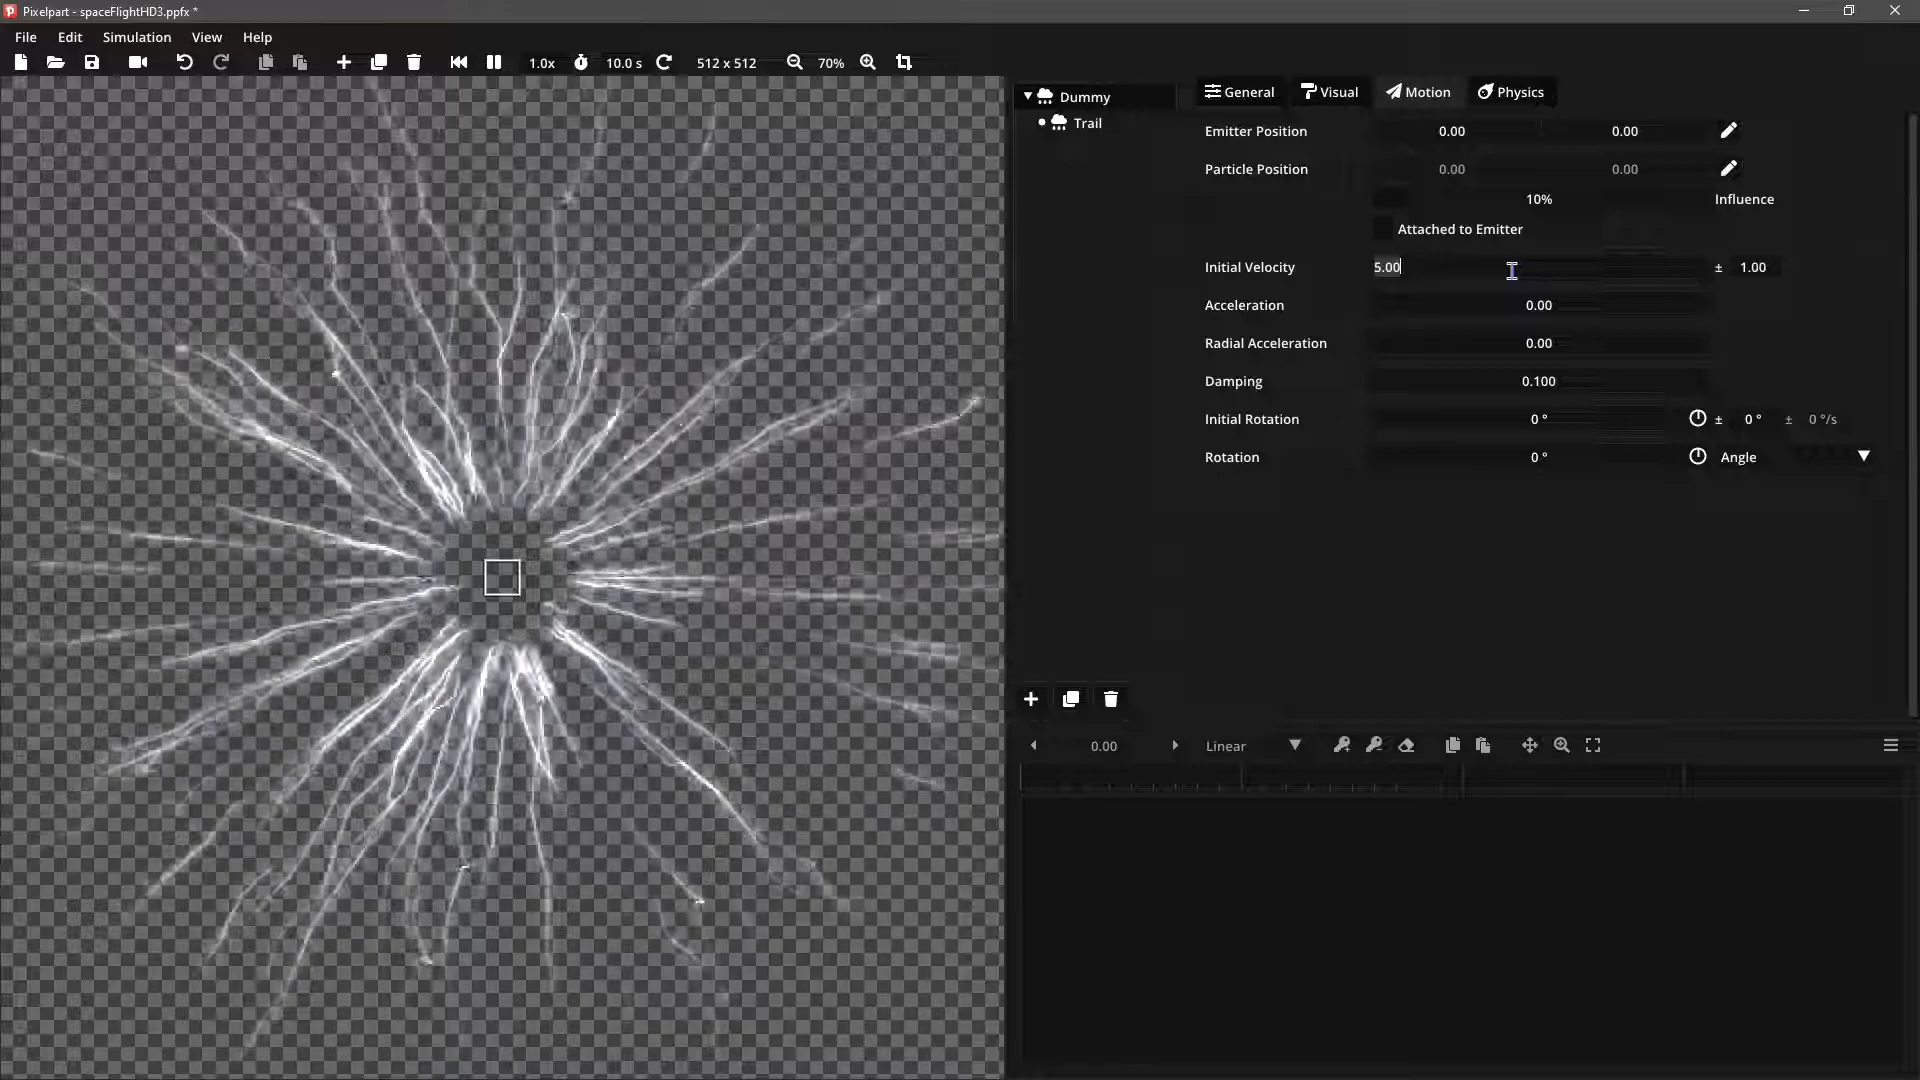 Pixelpart - spaceFlightHD3.ppfx *
File Edit Simulation View Help
1.0x 10.0 s 512 x 512 70%
Dummy
Trail
General Visual Motion Physics
Emitter Position 0.00 0.00
Particle Position 0.00 0.00
10% Influence
Attached to Emitter
Initial Velocity 5.00 ± 1.00
Acceleration 0.00
Radial Acceleration 0.00
Damping 0.100
Initial Rotation 0 ° ± 0 ° ± 0 °/s
Rotation 0 ° Angle
0.00 Linear